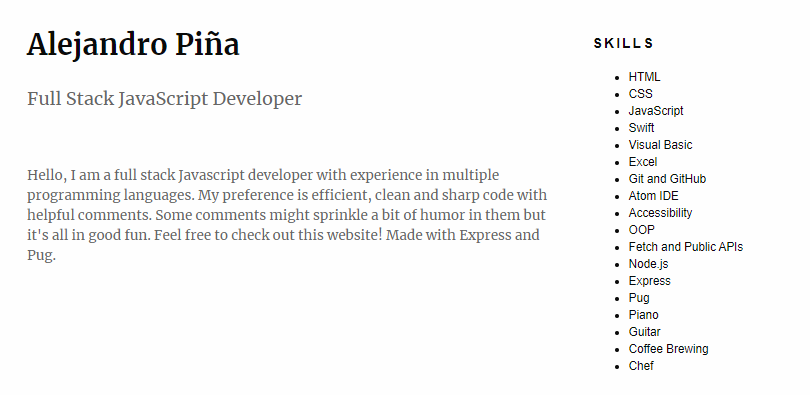 Alejandro Piña
Full Stack JavaScript Developer
Hello, I am a full stack Javascript developer with experience in multiple
programming languages. My preference is efficient, clean and sharp code with
helpful comments. Some comments might sprinkle a bit of humor in them but
it's all in good fun. Feel free to check out this website! Made with Express and
Pug.
SKILLS
HTML
CSS
JavaScript
Swift
Visual Basic
Excel
Git and GitHub
Atom IDE
Accessibility
OOP
Fetch and Public APIs
Node.js
Express
Pug
Piano
Guitar
Coffee Brewing
Chef